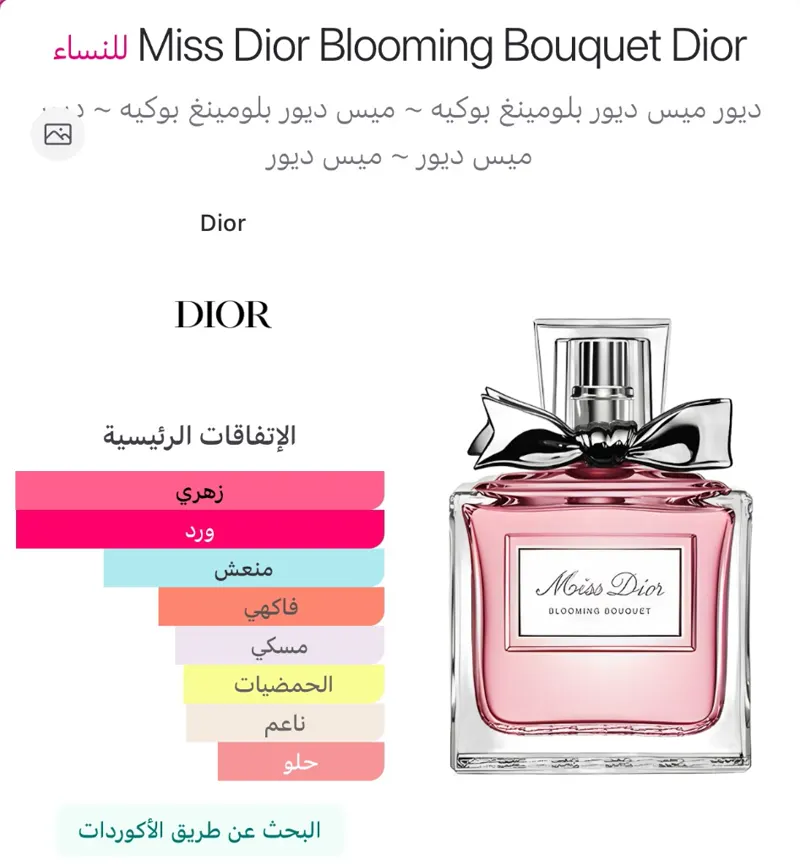 Miss Dior Blooming Bouquet Dior للنساء
ديور ميس ديور بلومينغ بوكيه ~ ميس ديور بلومينغ بوكيه ~
ميس ديور ~ ميس ديور
Dior
DIOR
الإتفاقات الرئيسية
زهري
ورد
منعش
فاكهي
مسكي
الحمضيات
ناعم
حلو
البحث عن طريق الأكوردات
Miss Dior
BLOOMING BOUQUET